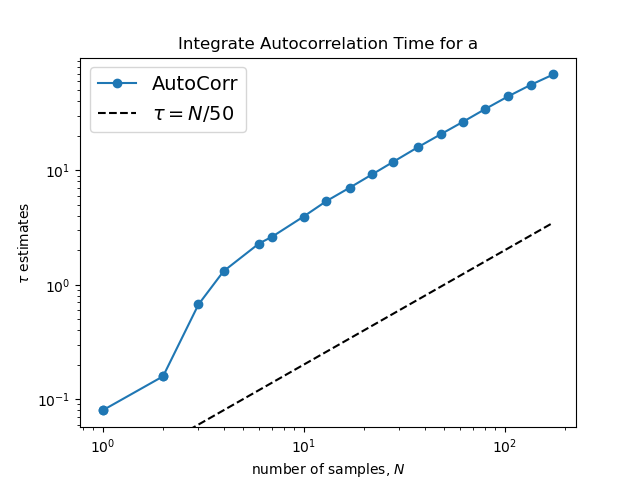 Integrate Autocorrelation Time for a
AutoCorr
τ = N/50
τ estimates
10¹
10⁰
10⁻¹
10⁰
10¹
10²
number of samples, N